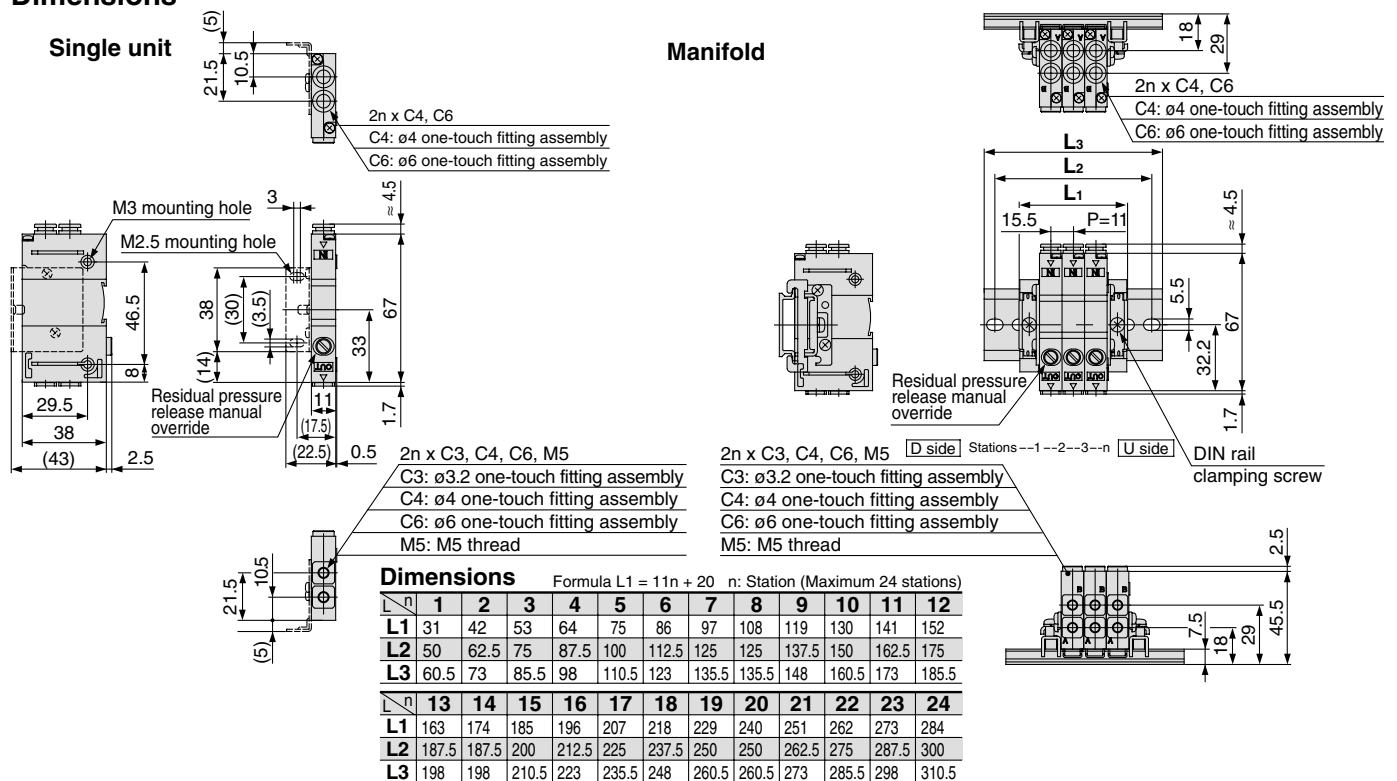 Dimensions
Single unit
(5)
21.5
10.5
2n x C4, C6
C4: ø4 one-touch fitting assembly
C6: ø6 one-touch fitting assembly
M3 mounting hole
M2.5 mounting hole
3
≈ 4.5
46.5
8
38
(30)
(3.5)
(14)
IN
67
33
OUT
29.5
38
(43)
2.5
Residual pressure
release manual
override
11
(17.5)
(22.5)
0.5
1.7
2n x C3, C4, C6, M5
C3: ø3.2 one-touch fitting assembly
C4: ø4 one-touch fitting assembly
C6: ø6 one-touch fitting assembly
M5: M5 thread
21.5
10.5
(5)
Manifold
18
29
A A A
B
2n x C4, C6
C4: ø4 one-touch fitting assembly
C6: ø6 one-touch fitting assembly
L3
L2
L1
15.5
P=11
≈ 4.5
IN IN IN
5.5
67
32.2
OUT OUT OUT
1.7
Residual pressure
release manual
override
D side Stations--1--2--3--n U side
DIN rail
clamping screw
2n x C3, C4, C6, M5
C3: ø3.2 one-touch fitting assembly
C4: ø4 one-touch fitting assembly
C6: ø6 one-touch fitting assembly
M5: M5 thread
2.5
B B B
A A A
7.5
18
29
45.5
Dimensions Formula L1 = 11n + 20 n: Station (Maximum 24 stations)
L n 1 2 3 4 5 6 7 8 9 10 11 12
L1 31 42 53 64 75 86 97 108 119 130 141 152
L2 50 62.5 75 87.5 100 112.5 125 125 137.5 150 162.5 175
L3 60.5 73 85.5 98 110.5 123 135.5 135.5 148 160.5 173 185.5
L n 13 14 15 16 17 18 19 20 21 22 23 24
L1 163 174 185 196 207 218 229 240 251 262 273 284
L2 187.5 187.5 200 212.5 225 237.5 250 250 262.5 275 287.5 300
L3 198 198 210.5 223 235.5 248 260.5 260.5 273 285.5 298 310.5